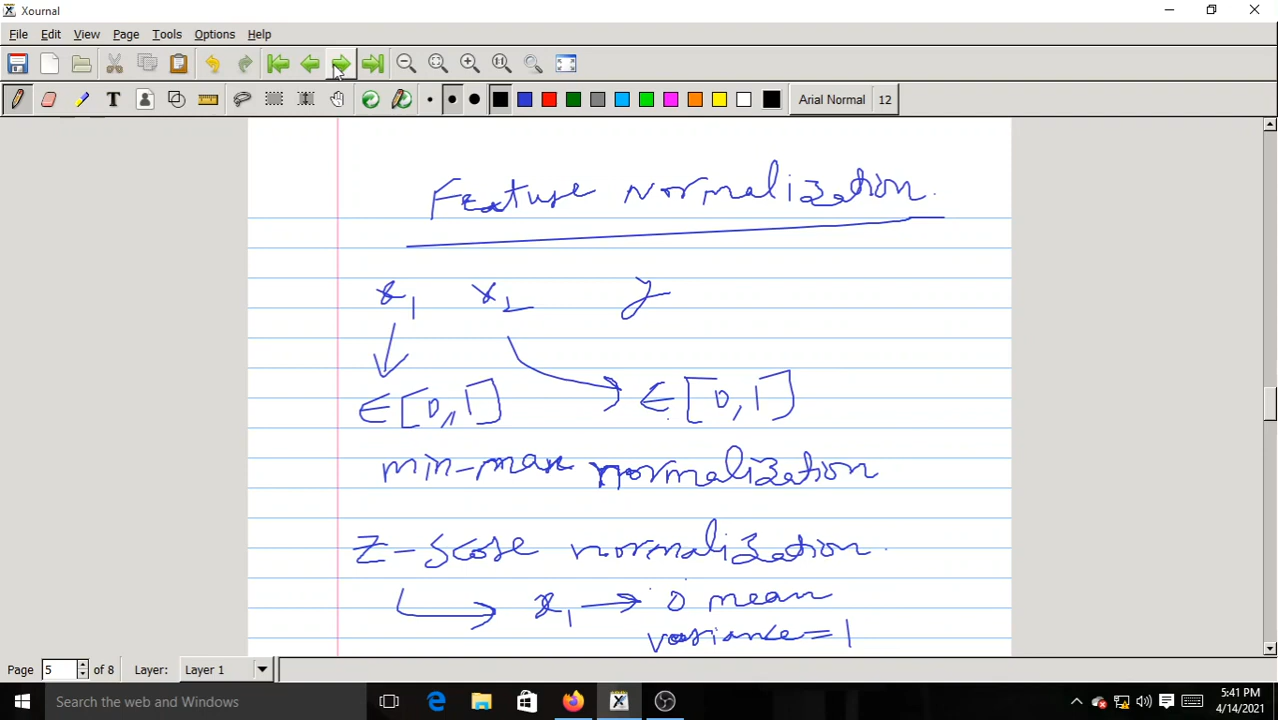 Xournal
File Edit View Page Tools Options Help
Arial Normal 12
Feature Normalization
x1 x2 y
∈[0,1] ∈[0,1]
min-max normalization
Z-score normalization
x1 → 0 mean
variance=1
Page 5 of 8 Layer: Layer 1
Search the web and Windows
5:41 PM
4/14/2021